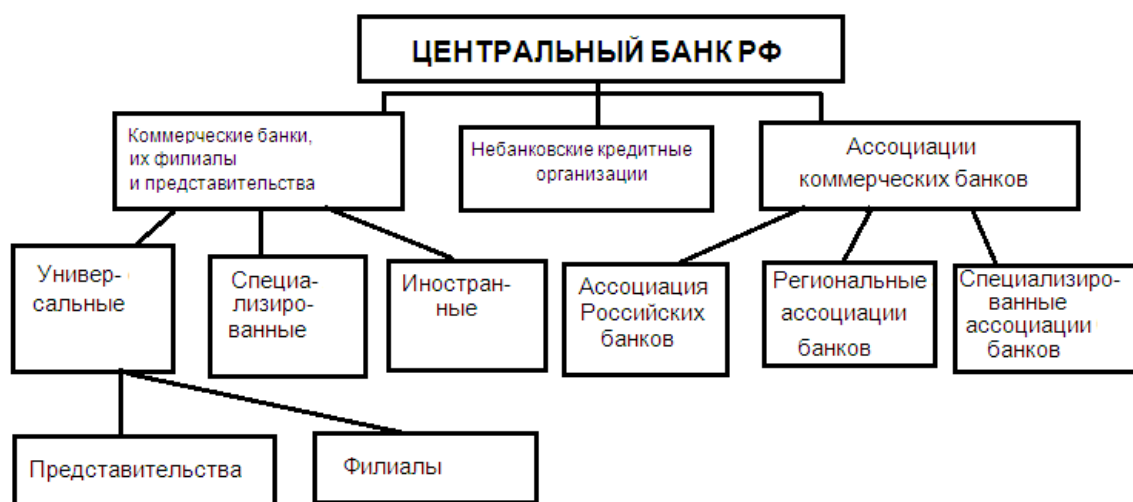 ЦЕНТРАЛЬНЫЙ БАНК РФ
Коммерческие банки,
их филиалы
и представительства
Небанковские кредитные
организации
Ассоциации
коммерческих банков
Универ-
сальные
Специа-
лизиро-
ванные
Иностран-
ные
Ассоциация
Российских
банков
Региональные
ассоциации
банков
Специализиро-
ванные
ассоциации
банков
Представительства
Филиалы